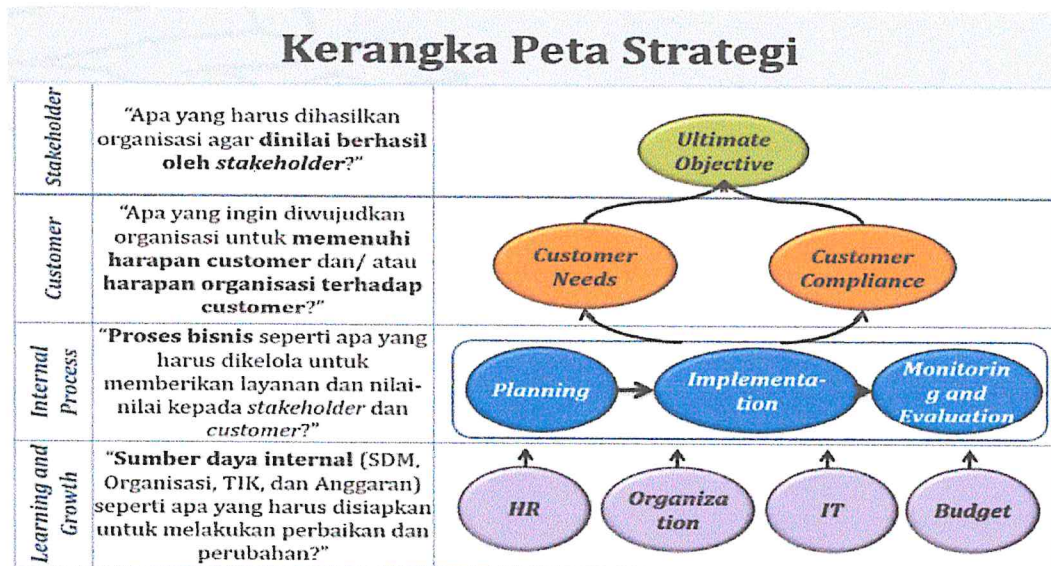 Kerangka Peta Strategi
Stakeholder
“Apa yang harus dihasilkan
organisasi agar dinilai berhasil
oleh stakeholder?”
Ultimate
Objective
Customer
“Apa yang ingin diwujudkan
organisasi untuk memenuhi
harapan customer dan/ atau
harapan organisasi terhadap
customer?”
Customer
Needs
Customer
Compliance
Internal
Process
“Proses bisnis seperti apa yang
harus dikelola untuk
memberikan layanan dan nilai-
nilai kepada stakeholder dan
customer?”
Planning
Implementa-
tion
Monitorin
g and
Evaluation
Learning and
Growth
“Sumber daya internal (SDM,
Organisasi, TIK, dan Anggaran)
seperti apa yang harus disiapkan
untuk melakukan perbaikan dan
perubahan?”
HR
Organiza
tion
IT
Budget